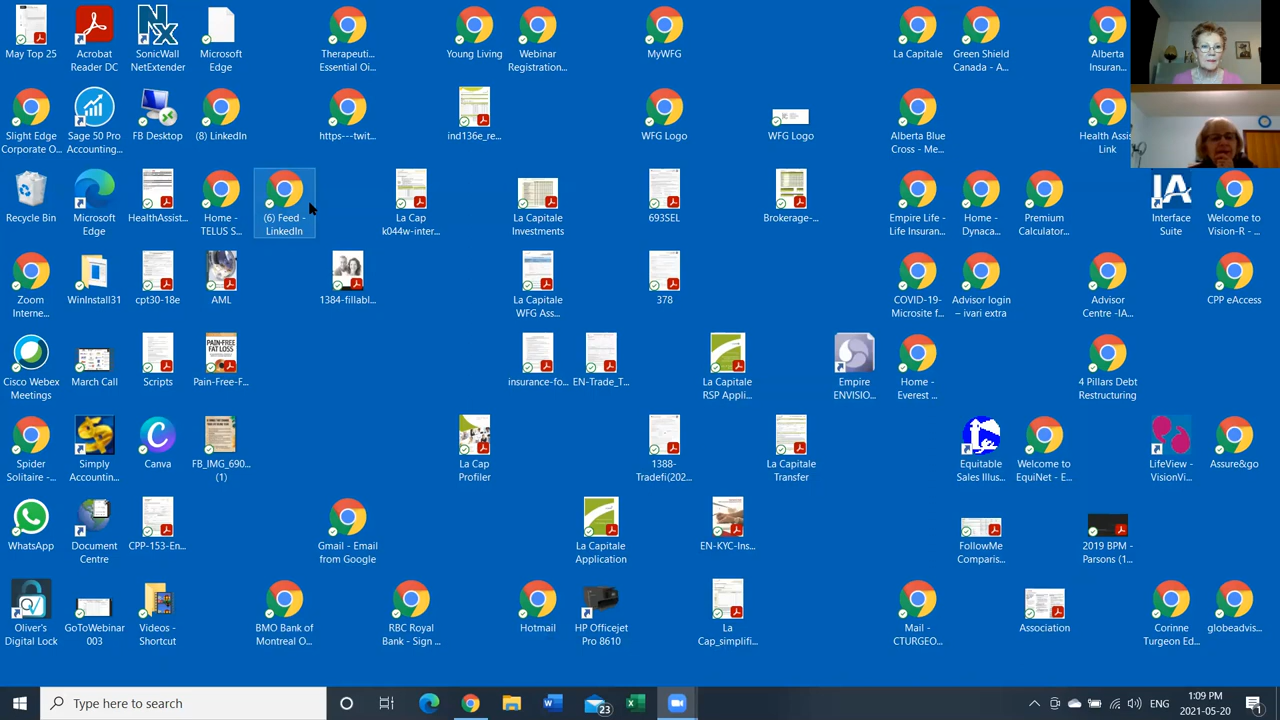 May Top 25
Acrobat
Reader DC
SonicWall
NetExtender
Microsoft
Edge
Therapeuti...
Essential Oi...
Young Living
Webinar
Registration...
MyWFG
La Capitale
Green Shield
Canada - A...
Alberta
Insuran...
Slight Edge
Corporate O...
Sage 50 Pro
Accounting...
FB Desktop
(8) LinkedIn
https---twit...
ind136e_re...
WFG Logo
WFG Logo
Alberta Blue
Cross - Me...
Health Assis
Link
Recycle Bin
Microsoft
Edge
HealthAssist...
Home -
TELUS S...
(6) Feed -
LinkedIn
La Cap
k044w-inter...
La Capitale
Investments
693SEL
Brokerage-...
Empire Life -
Life Insuran...
Home -
Dynaca...
Premium
Calculator...
Interface
Suite
Welcome to
Vision-R - ...
Zoom
Interne...
WinInstall31
cpt30-18e
AML
1384-fillabl...
La Capitale
WFG Ass...
378
COVID-19-
Microsite f...
Advisor login
– ivari extra
Advisor
Centre -IA...
CPP eAccess
PAIN-FREE
FAT LOSS
Cisco Webex
Meetings
March Call
Scripts
Pain-Free-F...
insurance-fo...
EN-Trade_T...
La Capitale
RSP Appli...
Empire
ENVISIO...
Home -
Everest ...
4 Pillars Debt
Restructuring
Spider
Solitaire -...
Simply
Accountin...
Canva
FB_IMG_690...
(1)
La Cap
Profiler
1388-
Tradefi(202...
La Capitale
Transfer
Equitable
Sales Illus...
Welcome to
EquiNet - E...
LifeView -
VisionVi...
Assure&go
WhatsApp
Document
Centre
CPP-153-En...
Gmail - Email
from Google
La Capitale
Application
EN-KYC-Ins...
FollowMe
Comparis...
2019 BPM -
Parsons (1...
Oliver's
Digital Lock
GoToWebinar
003
Videos -
Shortcut
BMO Bank of
Montreal O...
RBC Royal
Bank - Sign ...
Hotmail
HP Officejet
Pro 8610
La
Cap_simplifi...
Mail -
CTURGEO...
Association
Corinne
Turgeon Ed...
globeadvis...
Type here to search
23
ENG
1:09 PM
2021-05-20
1